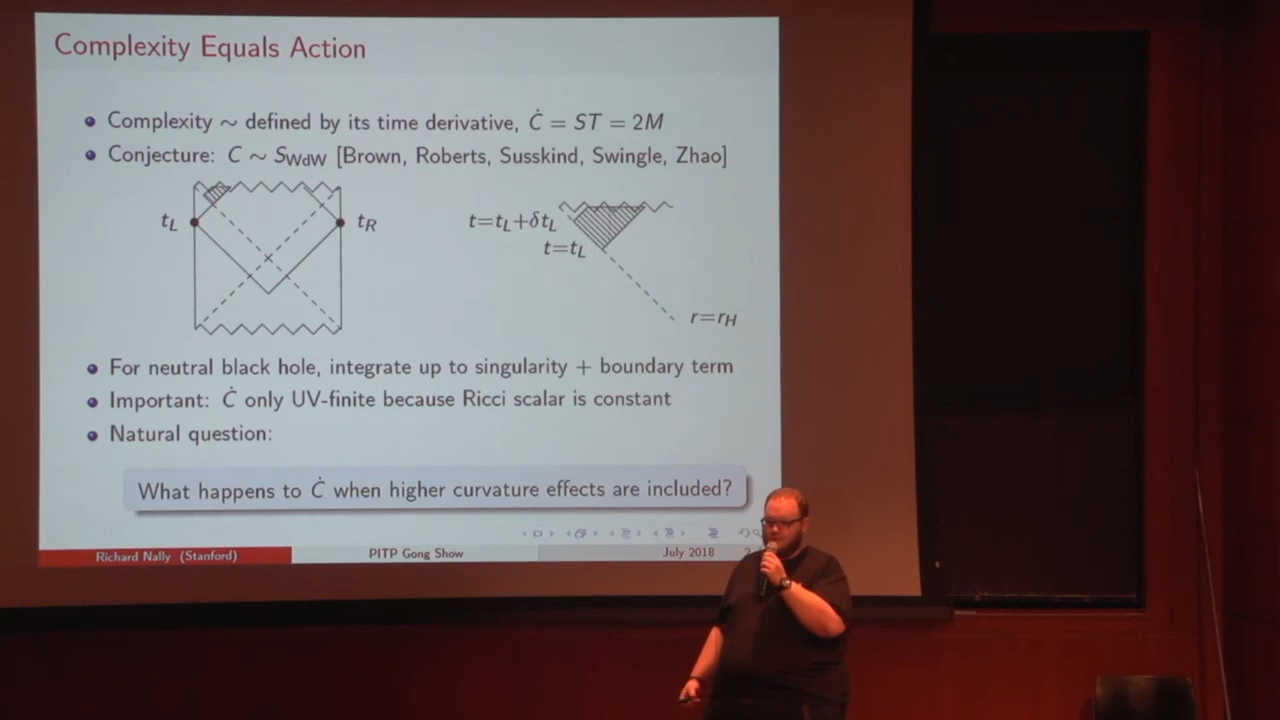 Complexity Equals Action
Complexity ∼ defined by its time derivative, Ċ = ST = 2M
Conjecture: C ∼ S_WdW [Brown, Roberts, Susskind, Swingle, Zhao]
t_L
t_R
t=t_L+δt_L
t=t_L
r=r_H
For neutral black hole, integrate up to singularity + boundary term
Important: Ċ only UV-finite because Ricci scalar is constant
Natural question:
What happens to Ċ when higher curvature effects are included?
Richard Nally (Stanford)
PITP Gong Show
July 2018